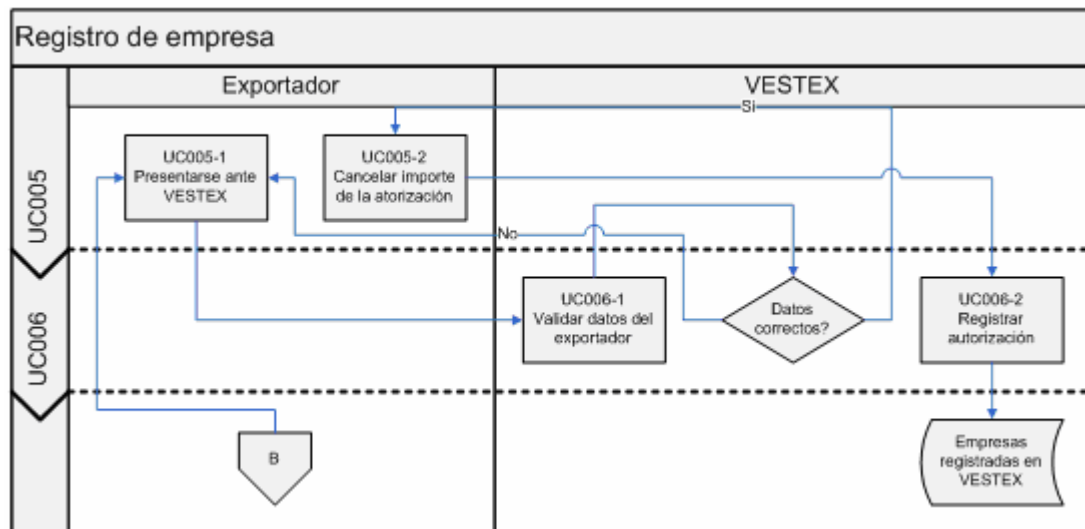 Registro de empresa
Exportador
VESTEX
Si
UC005
UC005-1
Presentarse ante
VESTEX
UC005-2
Cancelar importe
de la atorización
No
UC006
UC006-1
Validar datos del
exportador
Datos
correctos?
UC006-2
Registrar
autorización
B
Empresas
registradas en
VESTEX